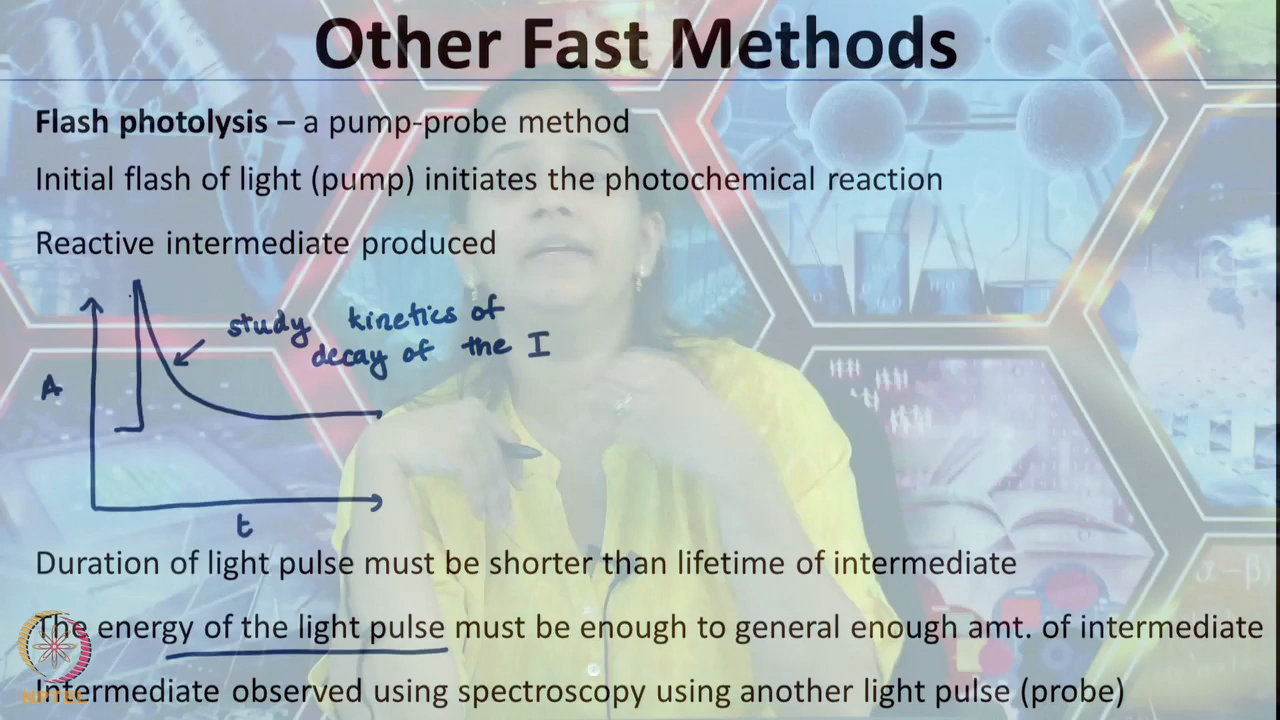 Other Fast Methods
Flash photolysis – a pump-probe method
Initial flash of light (pump) initiates the photochemical reaction
Reactive intermediate produced
study kinetics of
decay of the I
A
t
Duration of light pulse must be shorter than lifetime of intermediate
The energy of the light pulse must be enough to general enough amt. of intermediate
Intermediate observed using spectroscopy using another light pulse (probe)
NPTEL
α-β)